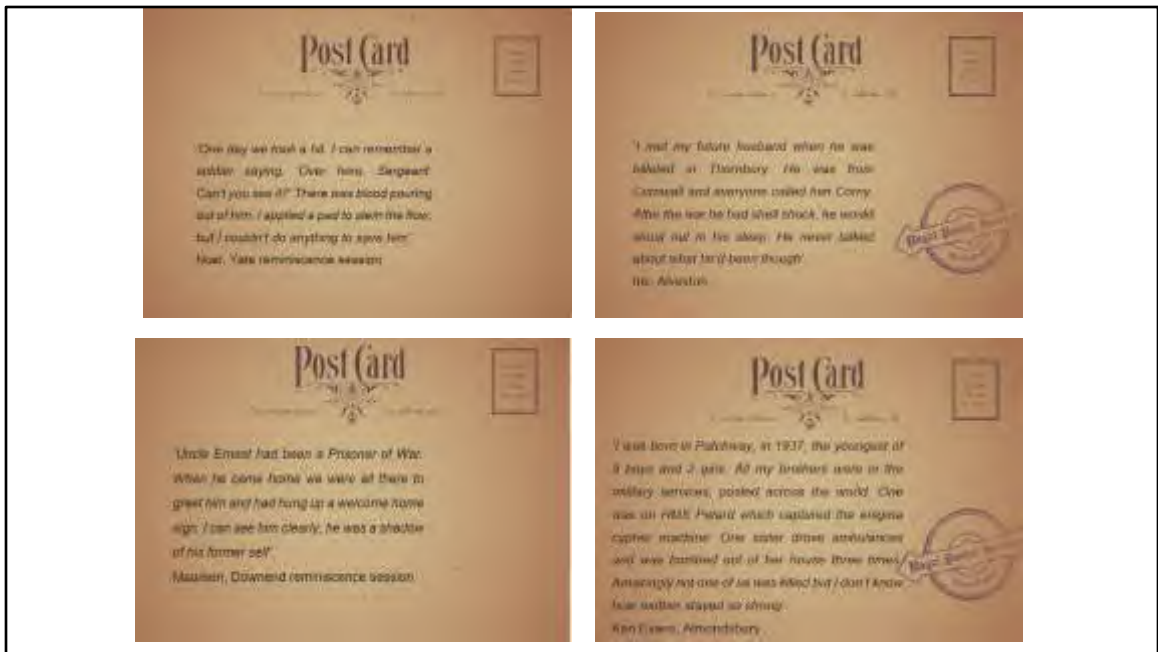 Post Card
'One day we took a hit. I can remember a
soldier saying, 'Over here, Sergeant.
Can't you see it?' There was blood pouring
out of him. I applied a pad to stem the flow,
but I couldn't do anything to save him'
Noel, Yate reminiscence session
Post Card
'I met my future husband when he was
billeted in Thornbury. He was from
Cornwall and everyone called him Corny.
After the war he had shell shock, he would
shout out in his sleep. He never talked
about what he'd been though'
Alveston
Post Card
'Uncle Ernest had been a Prisoner of War.
When he came home we were all there to
greet him and had hung up a welcome home
sign. I can see him clearly, he was a shadow
of his former self'
Maureen, Downend reminiscence session
Post Card
'I was born in Patchway, in 1937, the youngest of
boys and 2 girls. All my brothers were in the
military services, posted across the world. One
was on HMS Petard which captured the enigma
cypher machine. One sister drove ambulances
and was bombed out of her house three times.
Amazingly not one of us was killed but I don't know
how mother stayed so strong
Ken Evans, Almondsbury